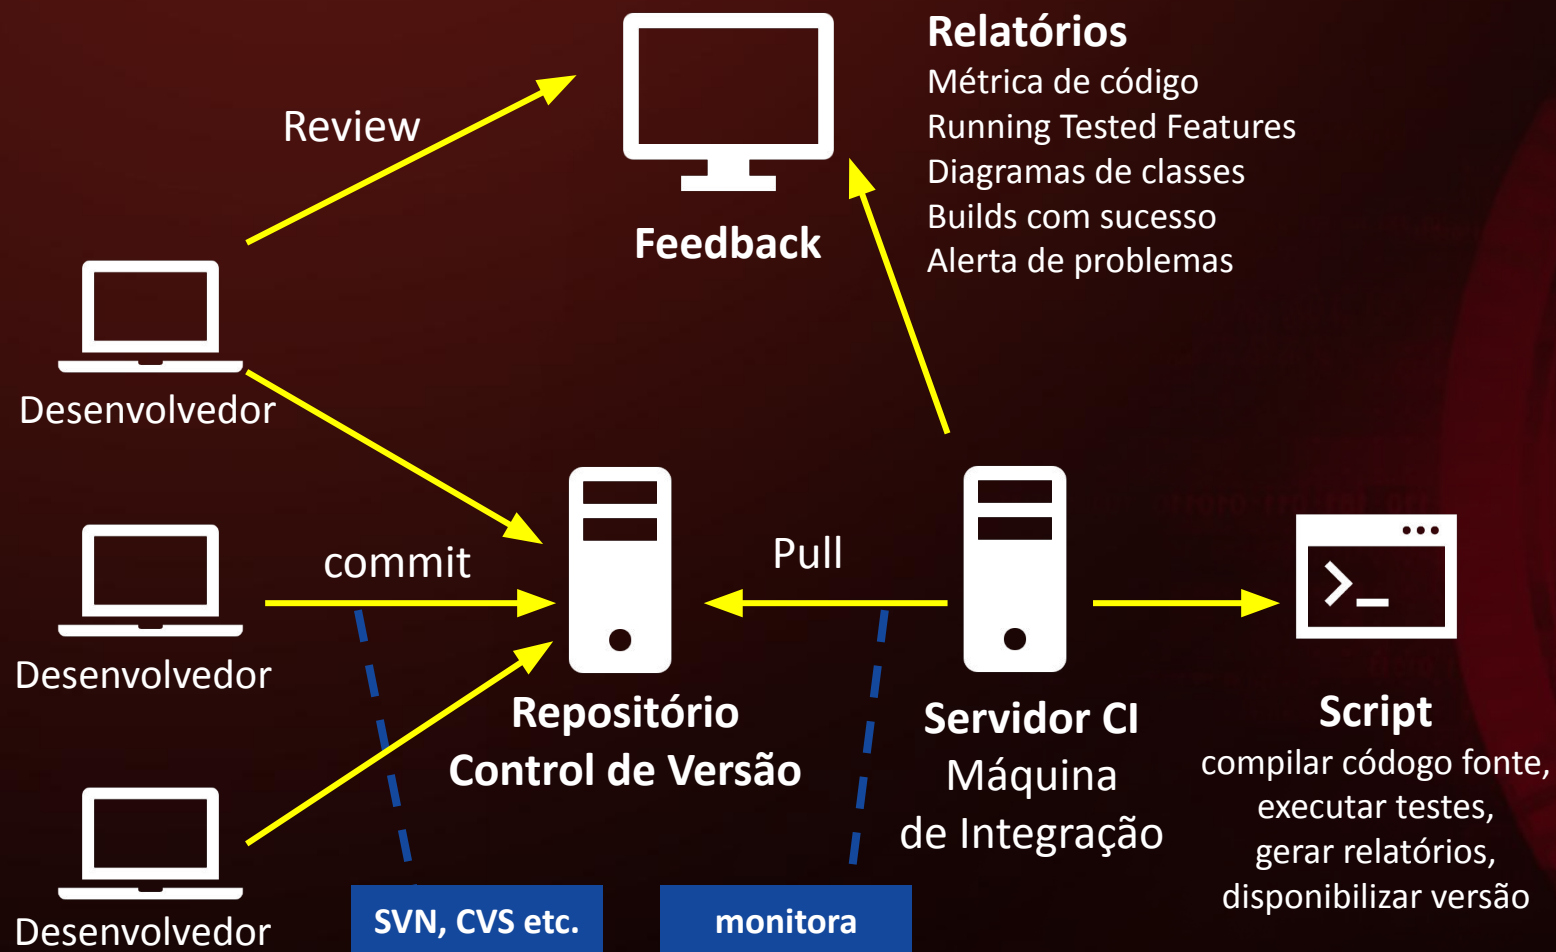 Relatórios
Métrica de código
Running Tested Features
Diagramas de classes
Builds com sucesso
Alerta de problemas
Review
Feedback
Desenvolvedor
commit
Pull
Desenvolvedor
Repositório
Control de Versão
Servidor CI
Máquina
de Integração
Script
compilar códogo fonte,
executar testes,
gerar relatórios,
disponibilizar versão
Desenvolvedor
SVN, CVS etc.
monitora